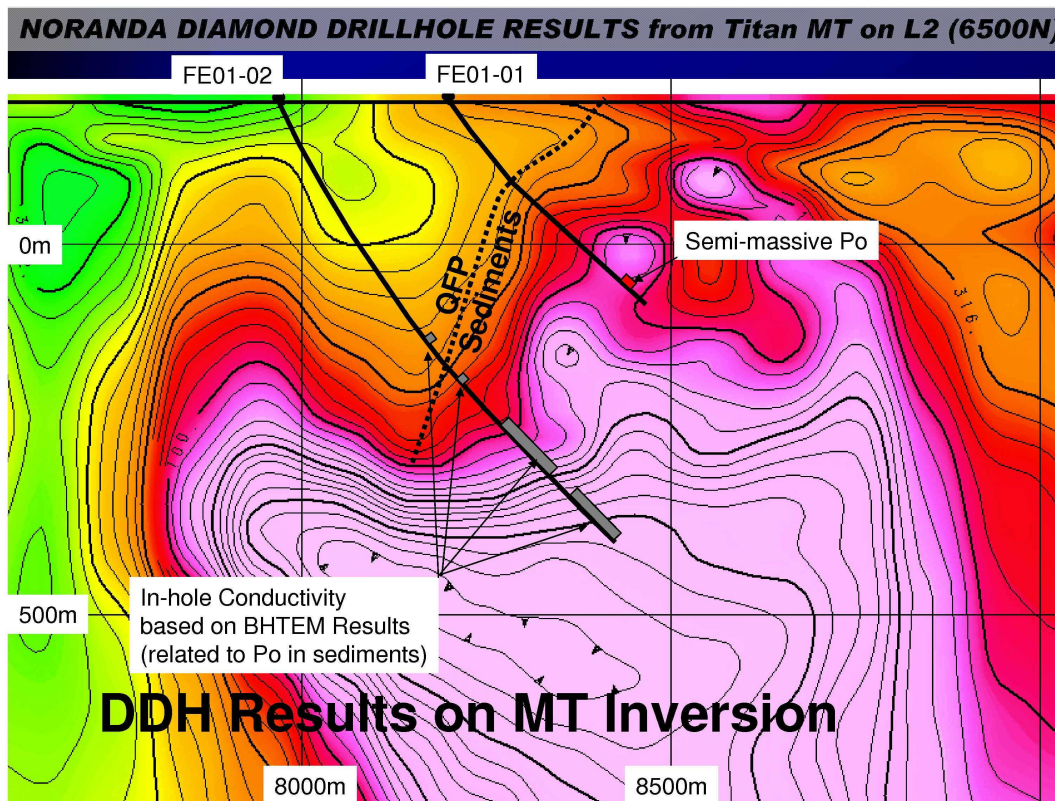 NORANDA DIAMOND DRILLHOLE RESULTS from Titan MT on L2 (6500N)
FE01-02
FE01-01
0m
Semi-massive Po
QFP
Sediments
316.
100
In-hole Conductivity
based on BHTEM Results
(related to Po in sediments)
500m
DDH Results on MT Inversion
8000m
8500m